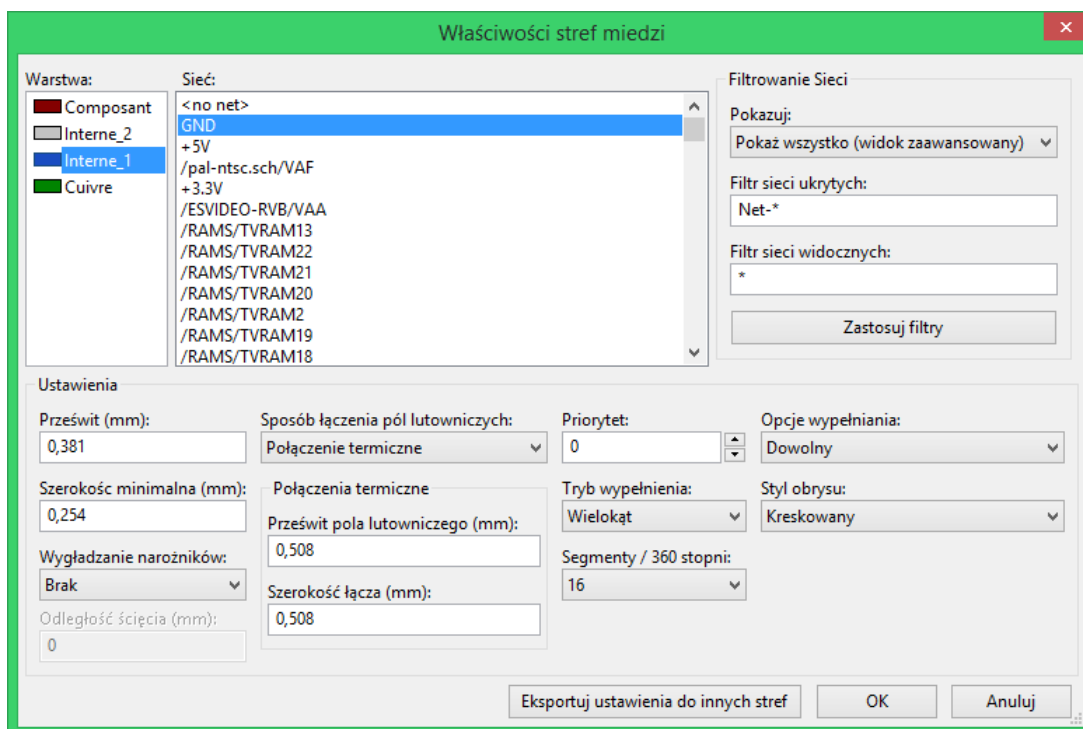 Właściwości stref miedzi
Warstwa:
Composant
Interne_2
Interne_1
Cuivre
Sieć:
<no net>
GND
+5V
/pal-ntsc.sch/VAF
+3.3V
/ESVIDEO-RVB/VAA
/RAMS/TVRAM13
/RAMS/TVRAM22
/RAMS/TVRAM21
/RAMS/TVRAM20
/RAMS/TVRAM2
/RAMS/TVRAM19
/RAMS/TVRAM18
Filtrowanie Sieci
Pokazuj:
Pokaż wszystko (widok zaawansowany)
Filtr sieci ukrytych:
Net-*
Filtr sieci widocznych:
*
Zastosuj filtry
Ustawienia
Prześwit (mm):
0,381
Szerokośc minimalna (mm):
0,254
Wygładzanie narożników:
Brak
Odległość ścięcia (mm):
0
Sposób łączenia pól lutowniczych:
Połączenie termiczne
Połączenia termiczne
Prześwit pola lutowniczego (mm):
0,508
Szerokość łącza (mm):
0,508
Priorytet:
0
Tryb wypełnienia:
Wielokąt
Segmenty / 360 stopni:
16
Opcje wypełniania:
Dowolny
Styl obrysu:
Kreskowany
Eksportuj ustawienia do innych stref
OK
Anuluj